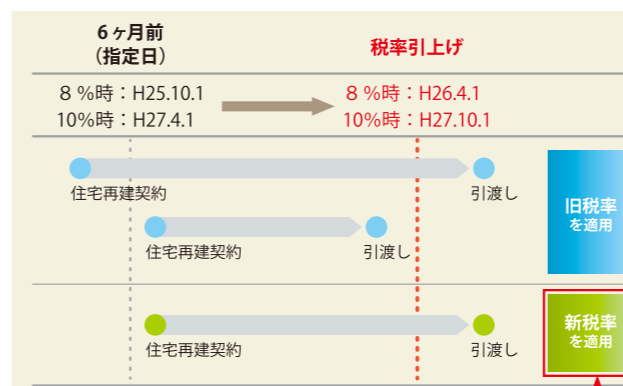 6ヶ月前
（指定日）
税率引上げ
8％時：H25.10.1
10％時：H27.4.1
8％時：H26.4.1
10％時：H27.10.1
住宅再建契約
引渡し
住宅再建契約
引渡し
旧税率
を適用
住宅再建契約
引渡し
新税率
を適用